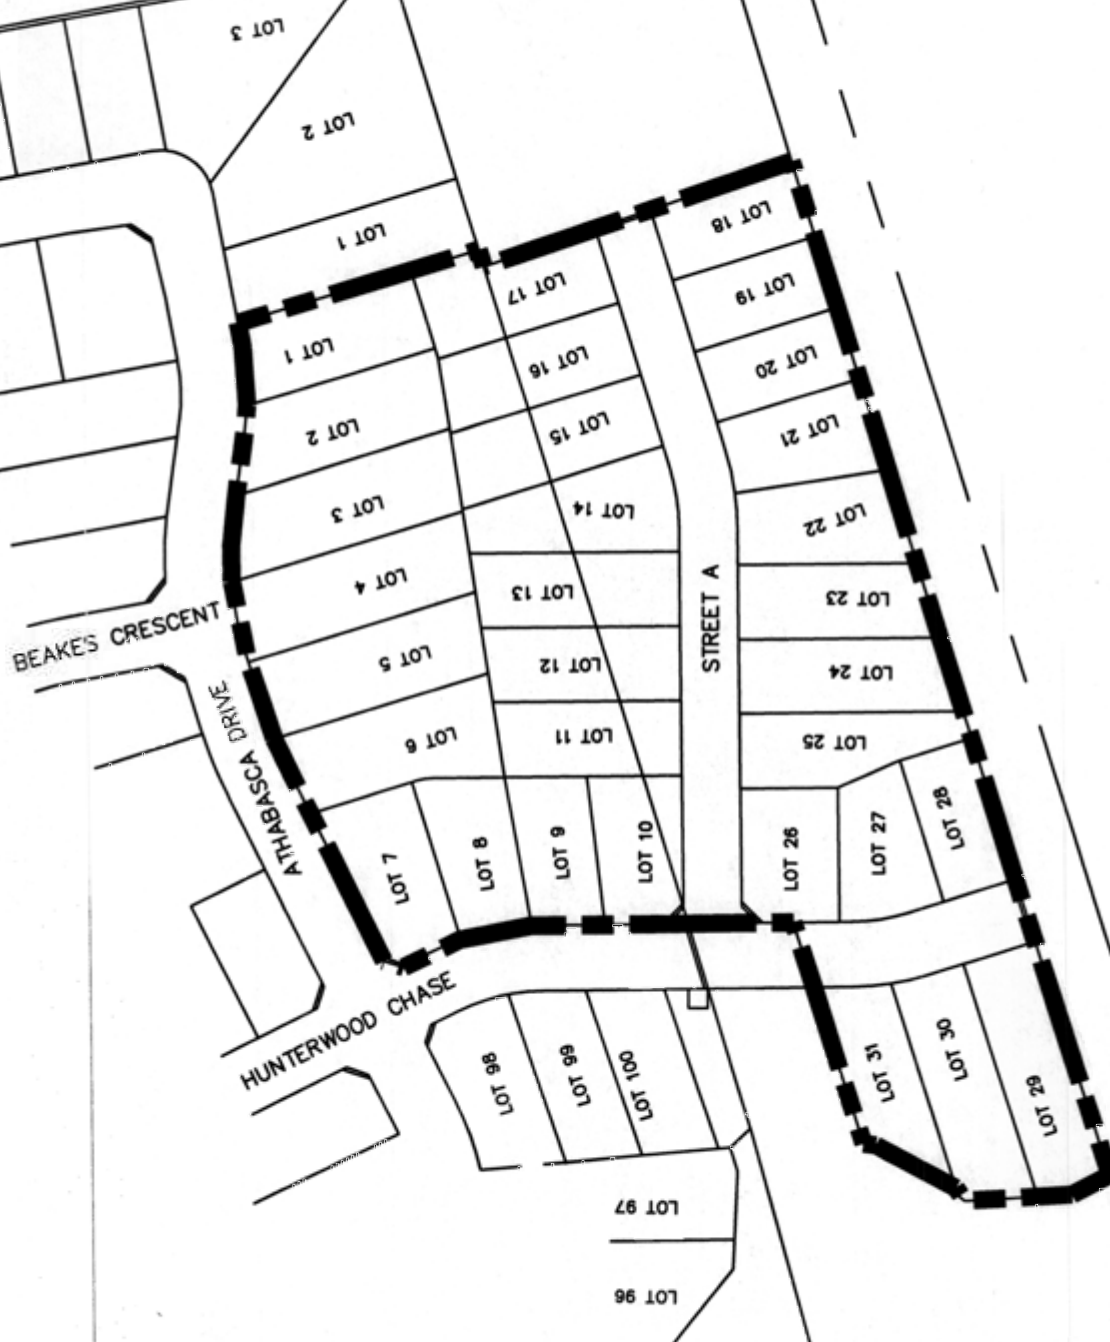 LOT 3
LOT 2
LOT 1
LOT 18
LOT 17
LOT 19
LOT 1
LOT 16
LOT 20
LOT 2
LOT 15
LOT 21
LOT 3
LOT 14
LOT 22
LOT 4
LOT 13
LOT 23
STREET A
BEAKES CRESCENT
LOT 5
LOT 12
LOT 24
ATHABASCA DRIVE
LOT 6
LOT 11
LOT 25
LOT 7
LOT 8
LOT 9
LOT 10
LOT 26
LOT 27
LOT 28
HUNTERWOOD CHASE
LOT 98
LOT 99
LOT 100
LOT 31
LOT 30
LOT 29
LOT 97
LOT 96